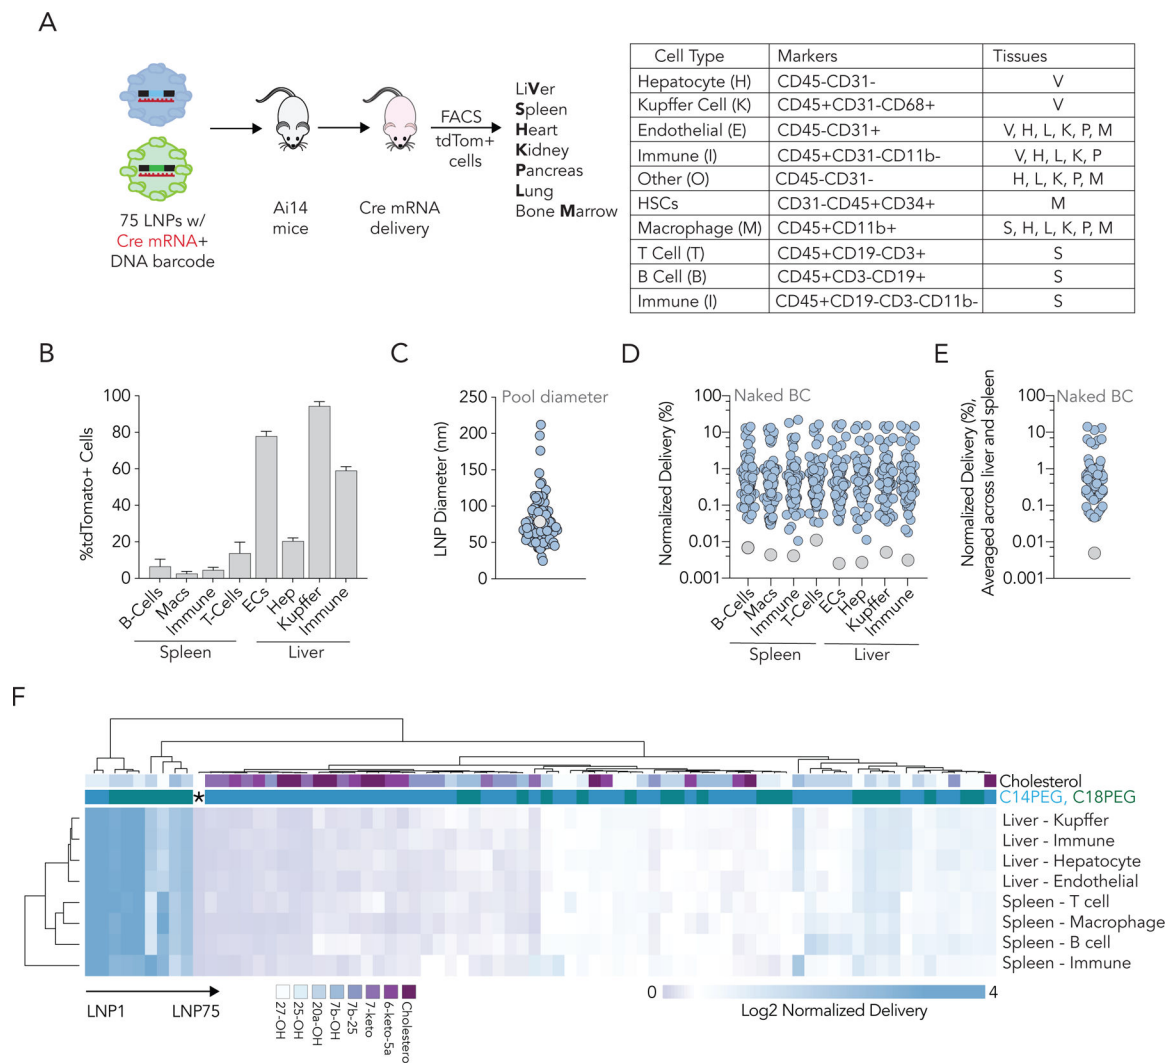 A
75 LNPs w/
Cre mRNA+
DNA barcode
Ai14
mice
Cre mRNA
delivery
FACS
tdTom+
cells
LiVer
Spleen
Heart
Kidney
Pancreas
Lung
Bone Marrow
Cell Type Markers Tissues
Hepatocyte (H) CD45-CD31- V
Kupffer Cell (K) CD45+CD31-CD68+ V
Endothelial (E) CD45-CD31+ V, H, L, K, P, M
Immune (I) CD45+CD31-CD11b- V, H, L, K, P
Other (O) CD45-CD31- H, L, K, P, M
HSCs CD31-CD45+CD34+ M
Macrophage (M) CD45+CD11b+ S, H, L, K, P, M
T Cell (T) CD45+CD19-CD3+ S
B Cell (B) CD45+CD3-CD19+ S
Immune (I) CD45+CD19-CD3-CD11b- S
B
%tdTomato+ Cells
100
80
60
40
20
0
B-Cells
Macs
Immune
T-Cells
ECs
Hep
Kupffer
Immune
Spleen
Liver
C
LNP Diameter (nm)
250
200
150
100
50
0
Pool diameter
D
Normalized Delivery (%)
100
10
1
0.1
0.01
0.001
Naked BC
B-Cells
Macs
Immune
T-Cells
ECs
Hep
Kupffer
Immune
Spleen
Liver
E
Normalized Delivery (%),
Averaged across liver and spleen
100
10
1
0.1
0.01
0.001
Naked BC
F
Cholesterol
*
C14PEG, C18PEG
Liver - Kupffer
Liver - Immune
Liver - Hepatocyte
Liver - Endothelial
Spleen - T cell
Spleen - Macrophage
Spleen - B cell
Spleen - Immune
LNP1
LNP75
27-OH
25-OH
20a-OH
7b-OH
7b-25
7-keto
6-keto-5a
Cholesterol
0
4
Log2 Normalized Delivery